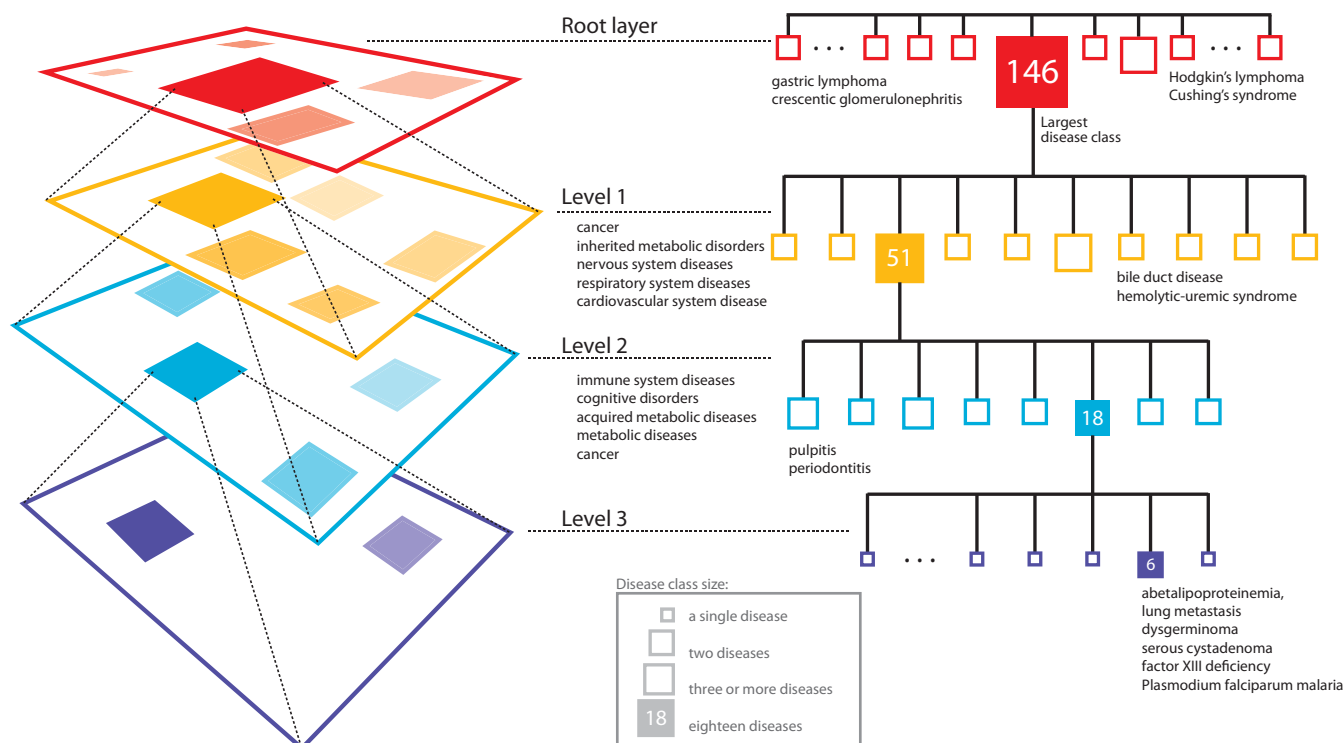 Root layer
. . .
146
. . .
gastric lymphoma
crescentic glomerulonephritis
Hodgkin's lymphoma
Cushing's syndrome
Largest
disease class
Level 1
cancer
inherited metabolic disorders
nervous system diseases
respiratory system diseases
cardiovascular system disease
51
bile duct disease
hemolytic-uremic syndrome
Level 2
immune system diseases
cognitive disorders
acquired metabolic diseases
metabolic diseases
cancer
18
pulpitis
periodontitis
Level 3
. . .
6
abetalipoproteinemia,
lung metastasis
dysgerminoma
serous cystadenoma
factor XIII deficiency
Plasmodium falciparum malaria
Disease class size:
a single disease
two diseases
three or more diseases
18 eighteen diseases